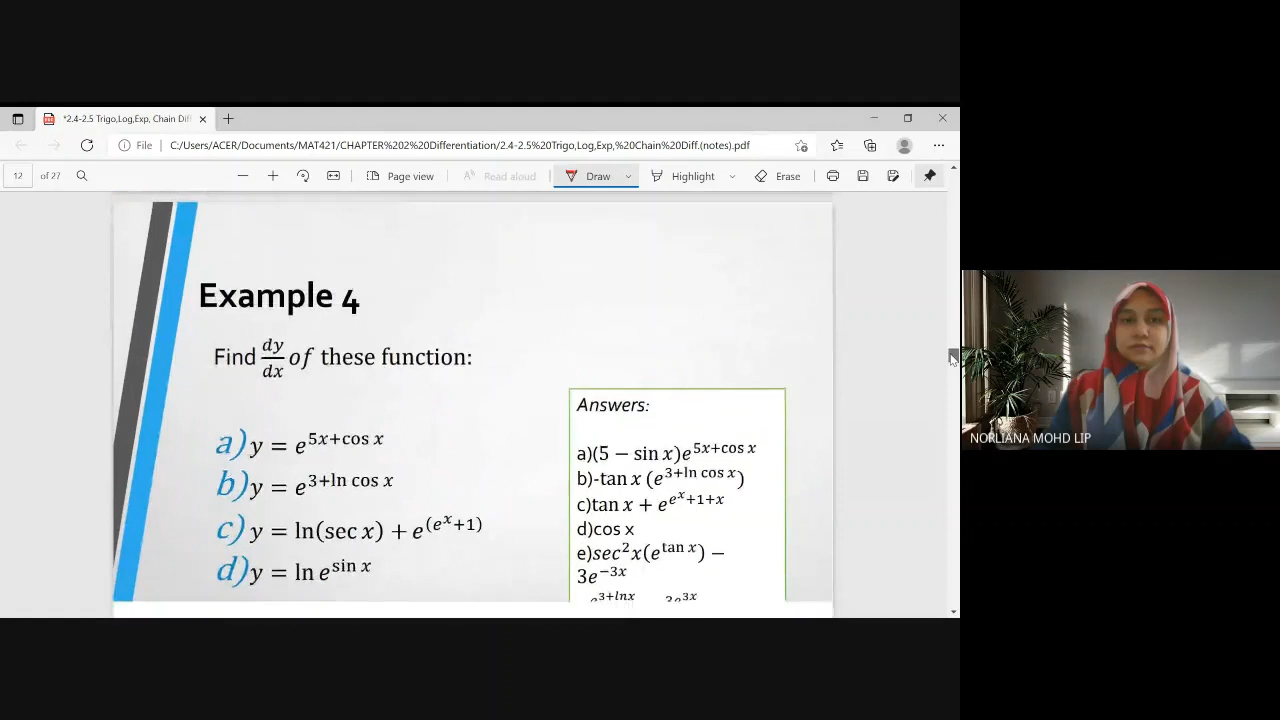 *2.4-2.5 Trigo,Log,Exp, Chain Dif
File
C:/Users/ACER/Documents/MAT421/CHAPTER%202%20Differentiation/2.4-2.5%20Trigo,Log,Exp,%20Chain%20Diff.(notes).pdf
12 of 27 Page view Read aloud Draw Highlight Erase
Example 4
Find dy/dx of these function:
a) y = e^{5x+cos x}
b) y = e^{3+ln cos x}
c) y = ln(sec x) + e^{(e^x+1)}
d) y = ln e^{sin x}
Answers:
a)(5 − sin x)e^{5x+cos x}
b)-tan x (e^{3+ln cos x})
c)tan x + e^{e^x+1+x}
d)cos x
e)sec²x(e^{tan x}) −
3e^{−3x}
NORLIANA MOHD LIP